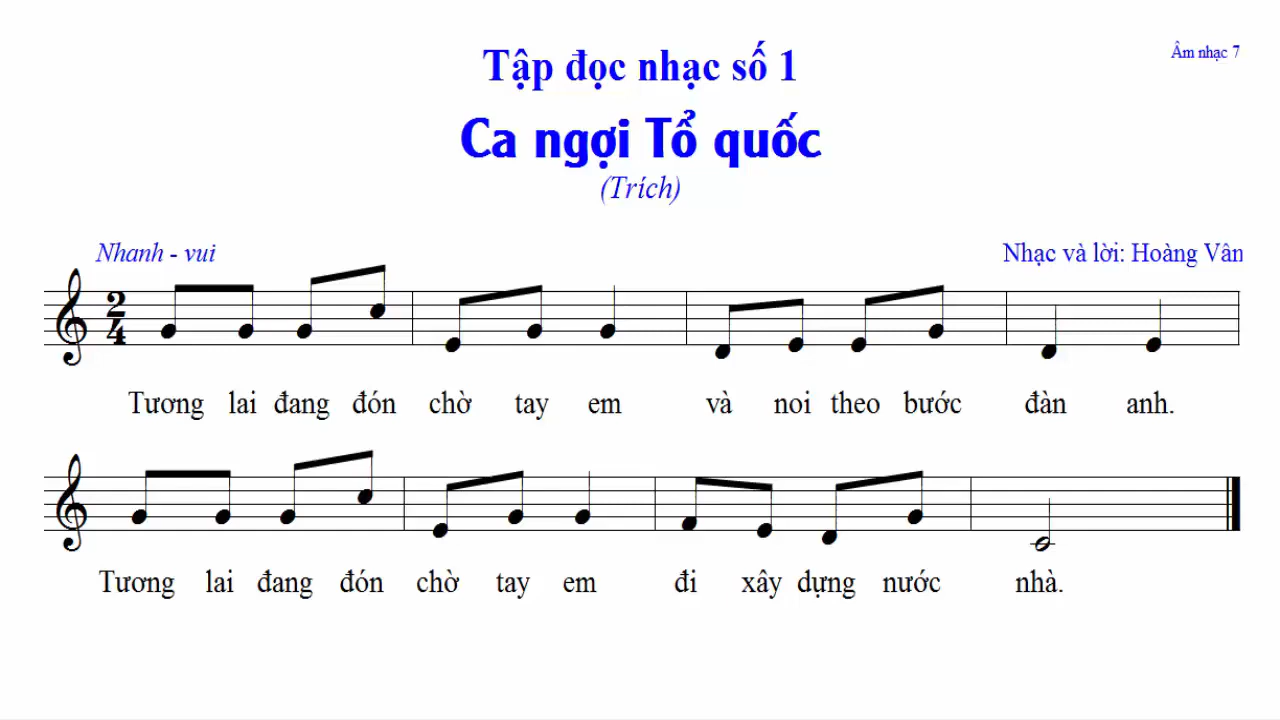 Âm nhạc 7
Tập đọc nhạc số 1
Ca ngợi Tổ quốc
(Trích)
Nhanh - vui
Nhạc và lời: Hoàng Vân
2
4
Tương lai đang đón chờ tay em và noi theo bước đàn anh.
Tương lai đang đón chờ tay em đi xây dựng nước nhà.